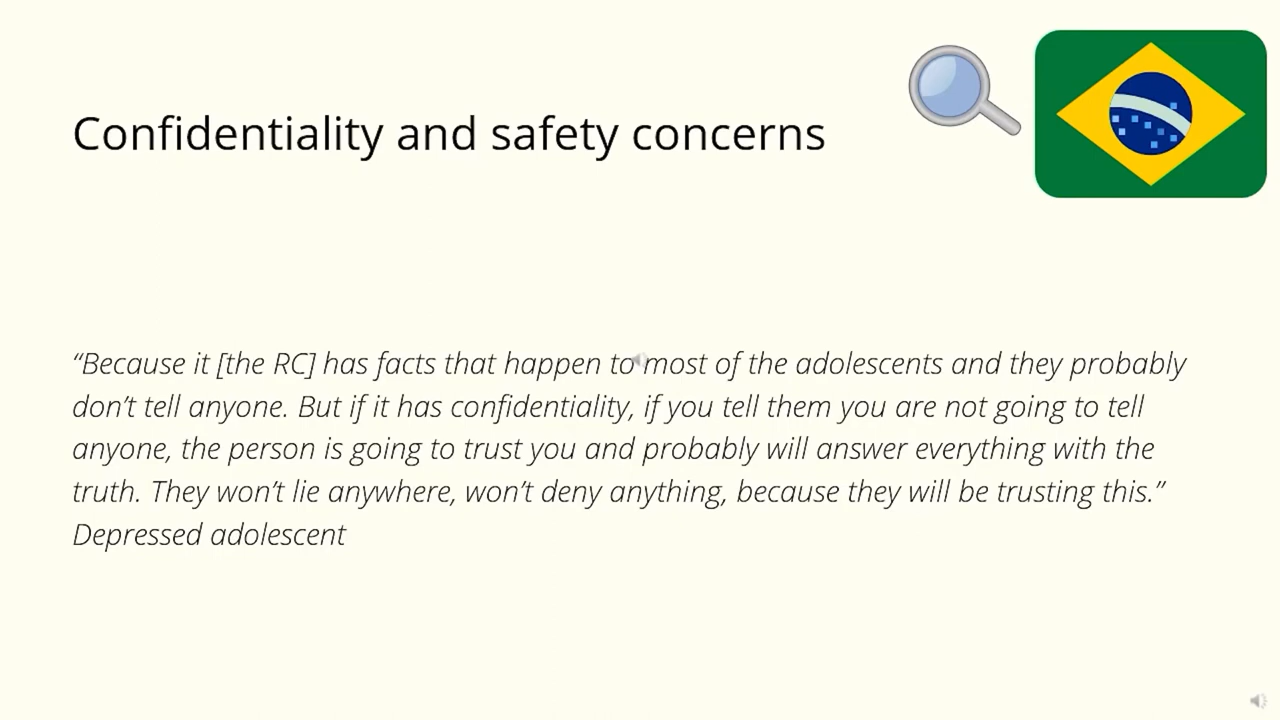 Confidentiality and safety concerns
“Because it [the RC] has facts that happen to most of the adolescents and they probably
don’t tell anyone. But if it has confidentiality, if you tell them you are not going to tell
anyone, the person is going to trust you and probably will answer everything with the
truth. They won’t lie anywhere, won’t deny anything, because they will be trusting this.”
Depressed adolescent